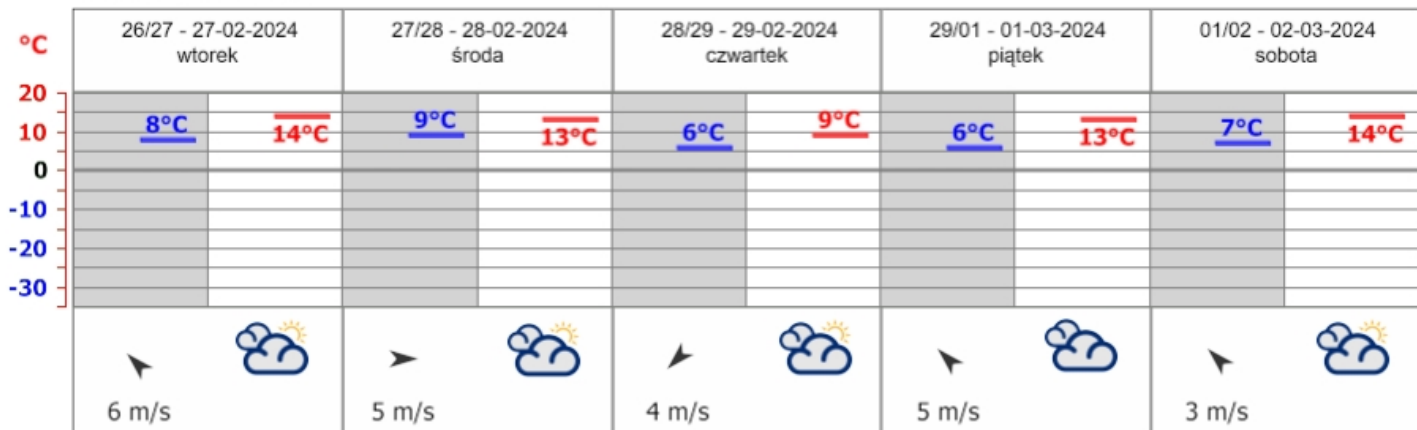 °C
26/27 - 27-02-2024
wtorek
27/28 - 28-02-2024
środa
28/29 - 29-02-2024
czwartek
29/01 - 01-03-2024
piątek
01/02 - 02-03-2024
sobota
20
10
0
-10
-20
-30
8°C
14°C
9°C
13°C
6°C
9°C
6°C
13°C
7°C
14°C
6 m/s
5 m/s
4 m/s
5 m/s
3 m/s